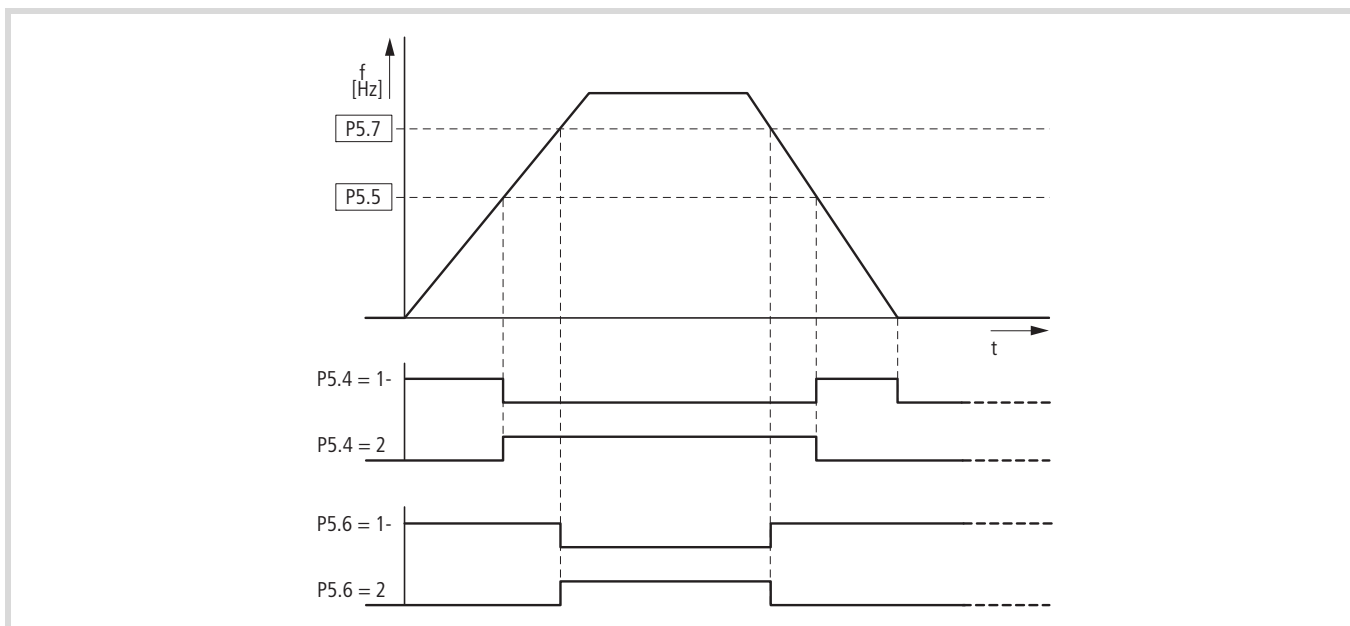 f
[Hz]
P5.7
P5.5
t
P5.4 = 1-
P5.4 = 2
P5.6 = 1-
P5.6 = 2